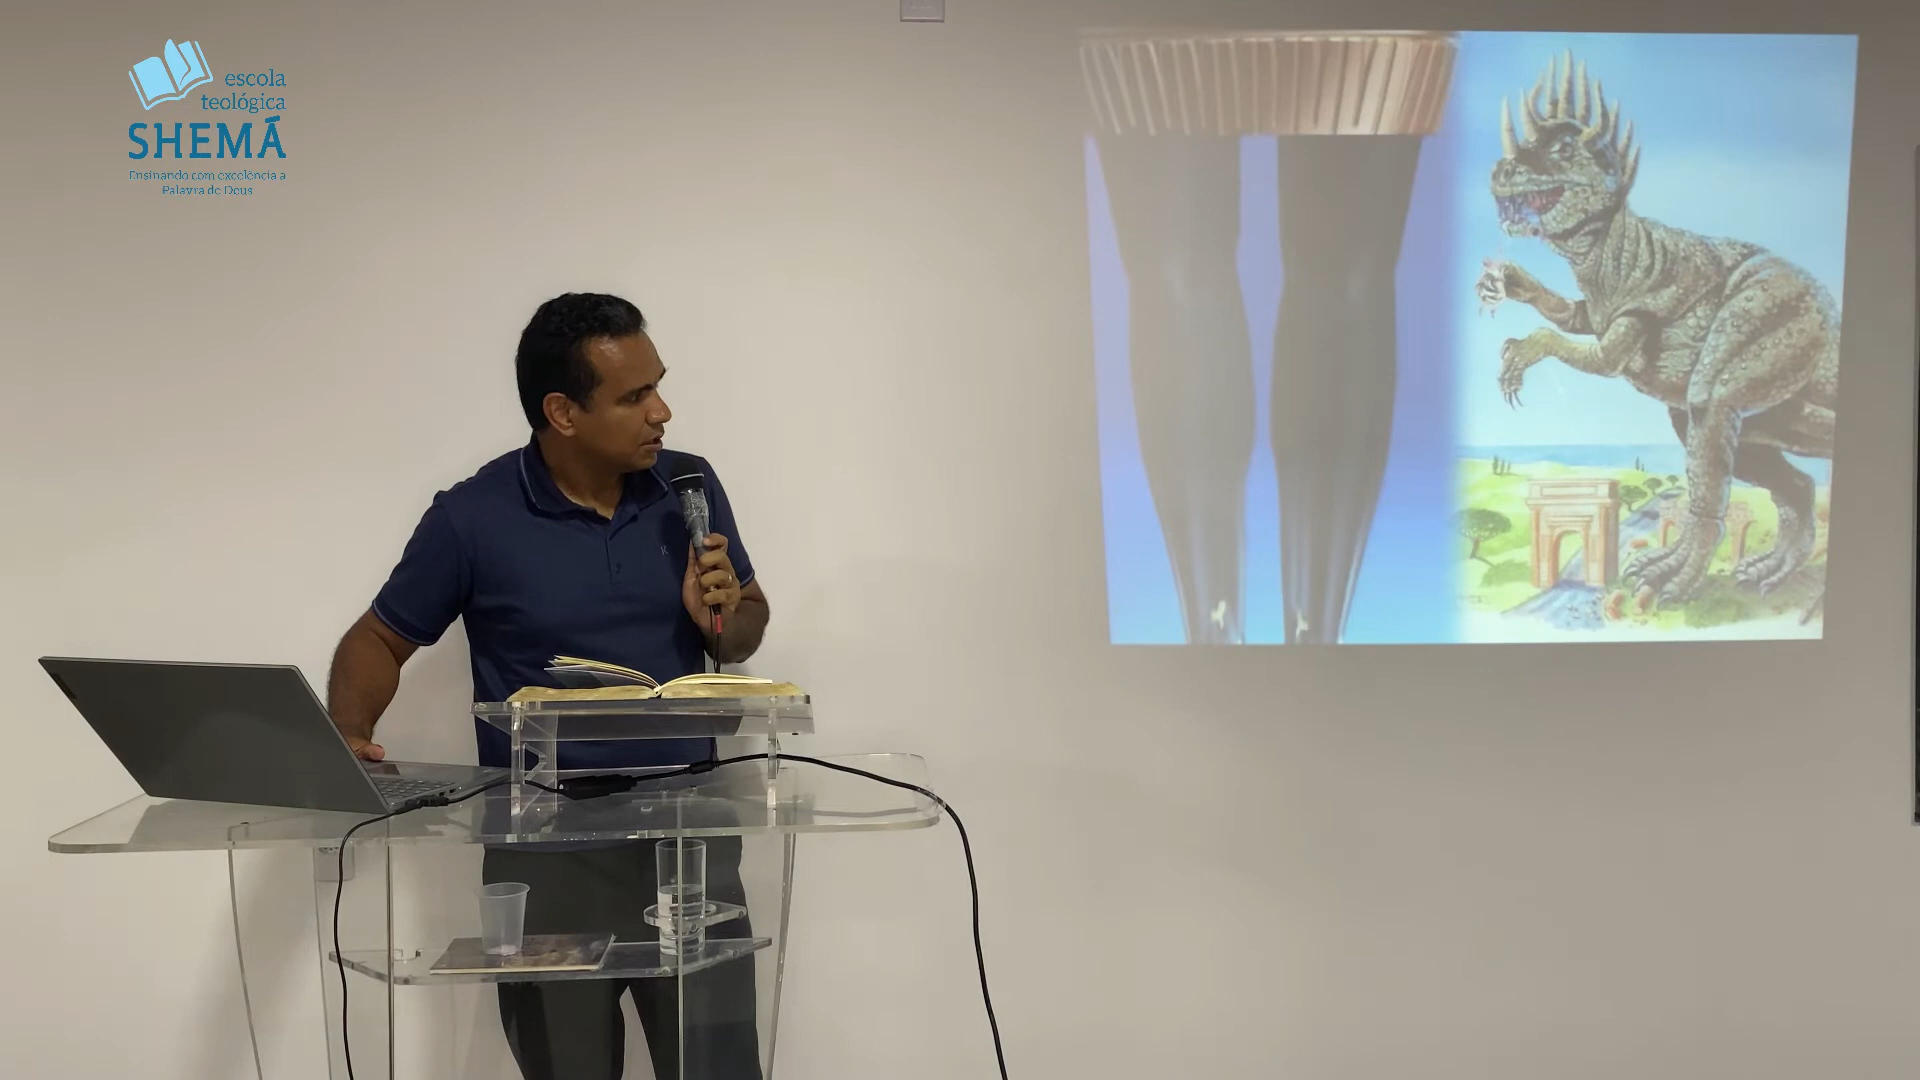 escola
teológica
SHEMÁ
Ensinando com excelência a
Palavra de Deus